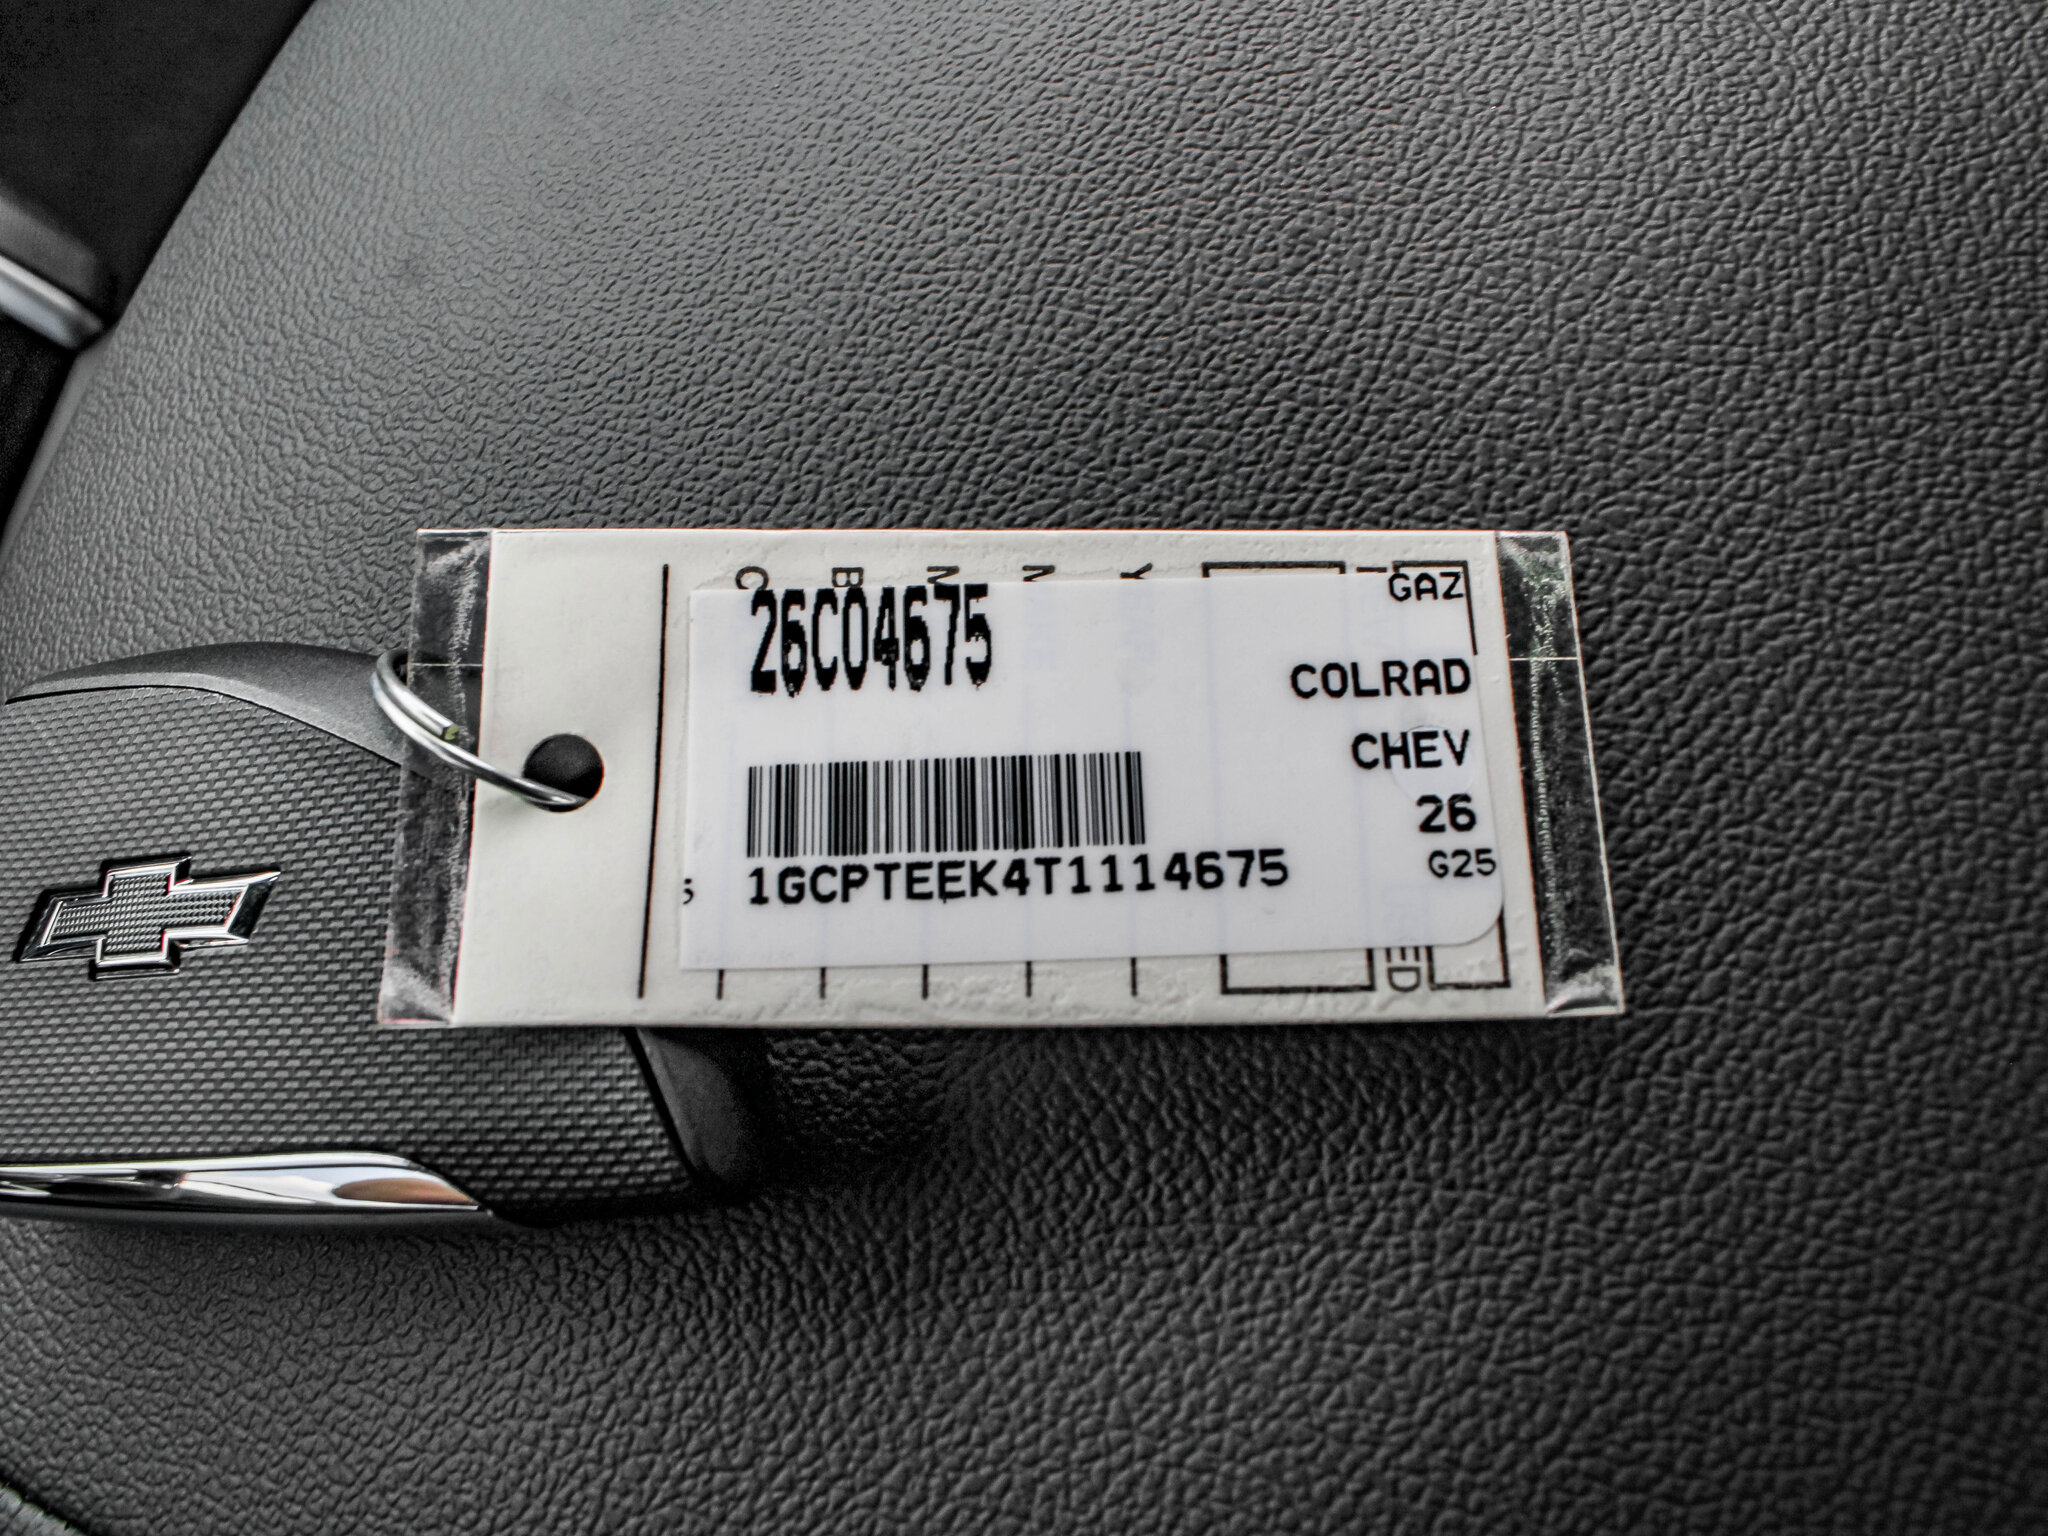 GAZ
26C04675
COLRAD
CHEV
26
1GCPTEEK4T1114675
G25